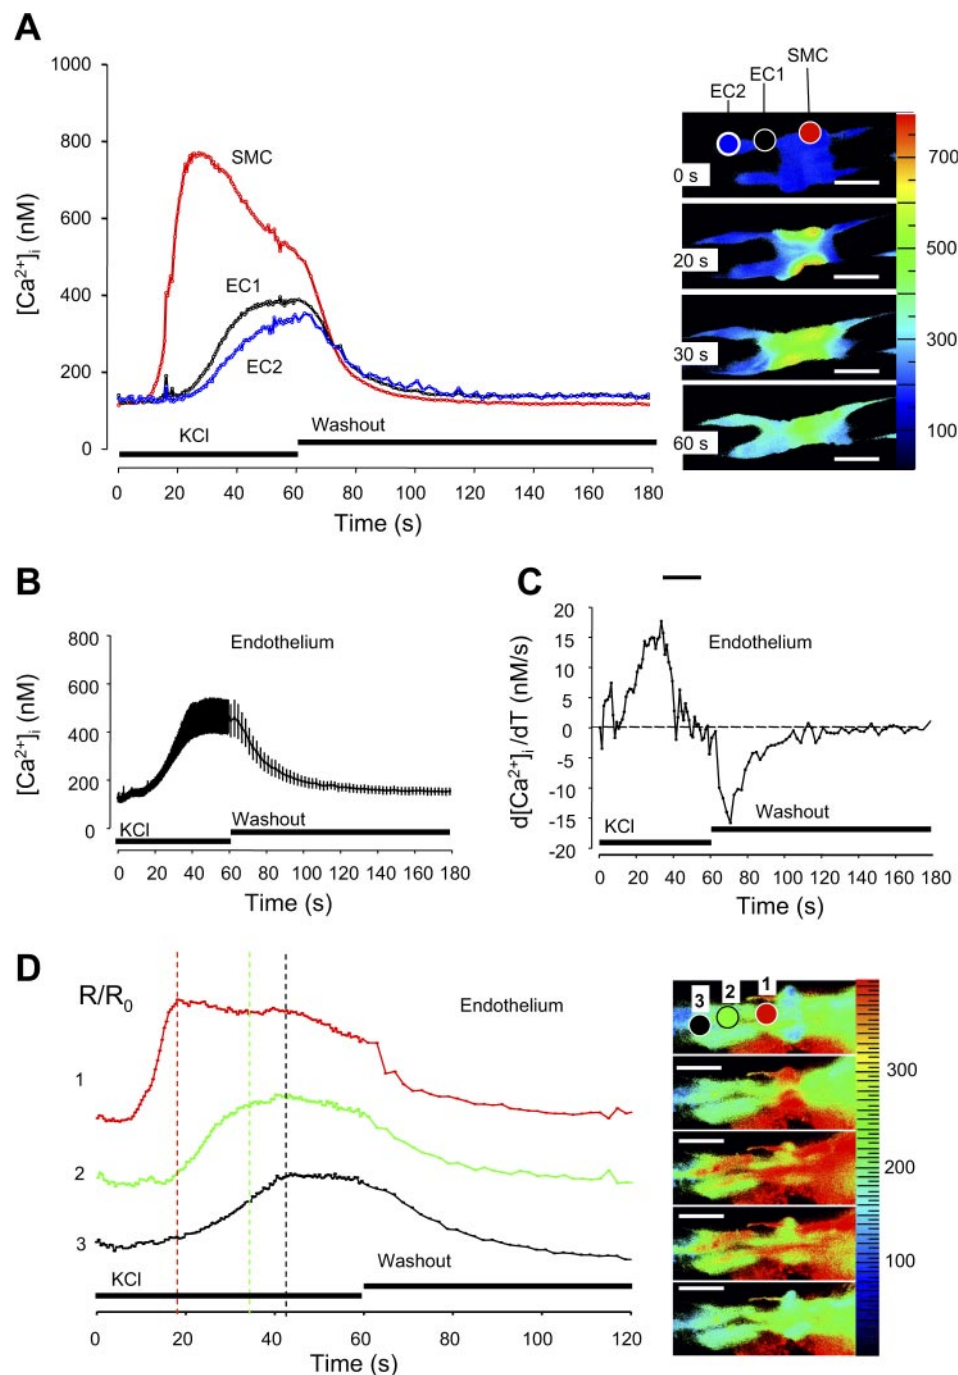 A
1000
800
600
400
200
0
[Ca²⁺]ᵢ (nM)
SMC
EC1
EC2
KCl
Washout
0 20 40 60 80 100 120 140 160 180
Time (s)
SMC
EC1
EC2
0 s
20 s
30 s
60 s
700
500
300
100
B
800
600
400
200
0
[Ca²⁺]ᵢ (nM)
Endothelium
KCl
Washout
0 20 40 60 80 100 120 140 160 180
Time (s)
C
20
15
10
5
0
-5
-10
-15
-20
d[Ca²⁺]ᵢ/dT (nM/s)
Endothelium
KCl
Washout
0 20 40 60 80 100 120 140 160 180
Time (s)
D
R/R₀
Endothelium
1
2
3
KCl
Washout
0 20 40 60 80 100 120
Time (s)
3 2 1
300
200
100